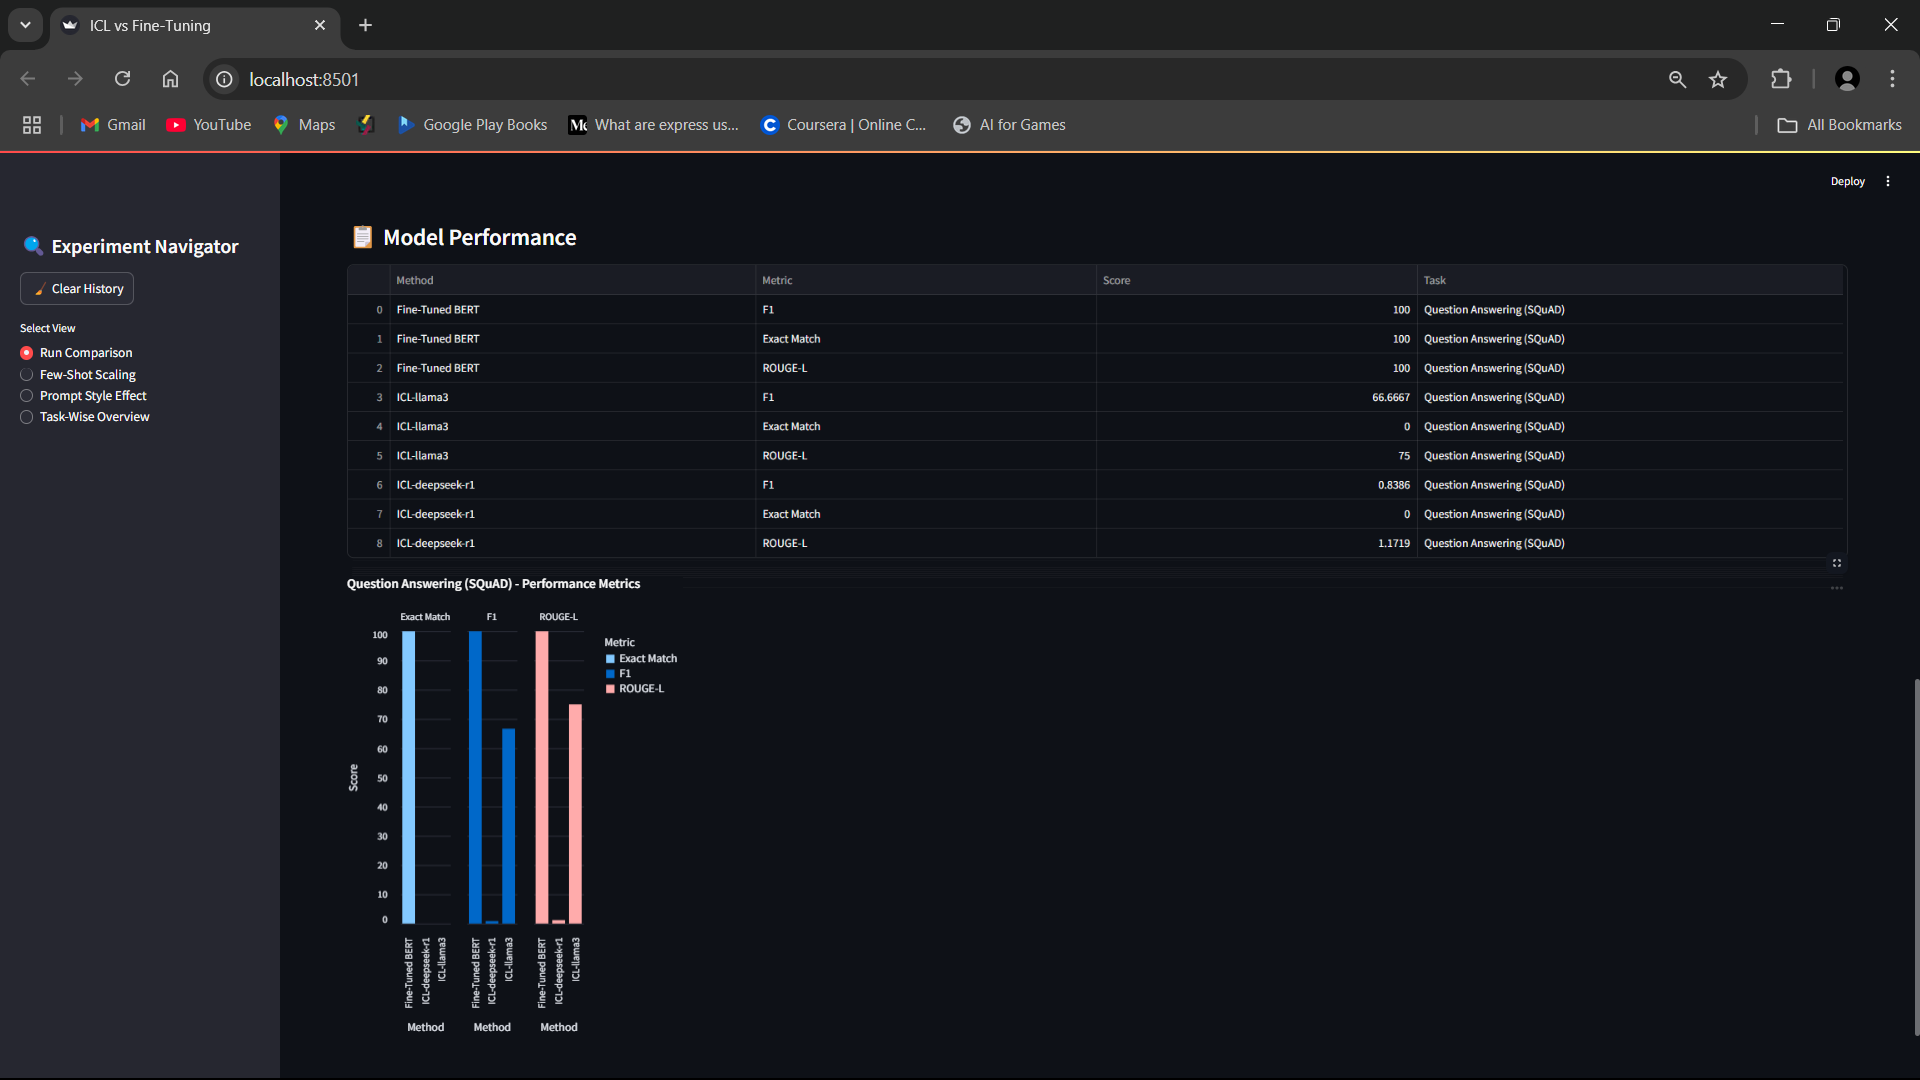 ICL vs Fine-Tuning
localhost:8501
Gmail YouTube Maps Google Play Books What are express us... Coursera | Online C... AI for Games All Bookmarks
Deploy
Experiment Navigator
Clear History
Select View
Run Comparison
Few-Shot Scaling
Prompt Style Effect
Task-Wise Overview
Model Performance
Method Metric Score Task
0 Fine-Tuned BERT F1 100 Question Answering (SQuAD)
1 Fine-Tuned BERT Exact Match 100 Question Answering (SQuAD)
2 Fine-Tuned BERT ROUGE-L 100 Question Answering (SQuAD)
3 ICL-llama3 F1 66.6667 Question Answering (SQuAD)
4 ICL-llama3 Exact Match 0 Question Answering (SQuAD)
5 ICL-llama3 ROUGE-L 75 Question Answering (SQuAD)
6 ICL-deepseek-r1 F1 0.8386 Question Answering (SQuAD)
7 ICL-deepseek-r1 Exact Match 0 Question Answering (SQuAD)
8 ICL-deepseek-r1 ROUGE-L 1.1719 Question Answering (SQuAD)
Question Answering (SQuAD) - Performance Metrics
Exact Match F1 ROUGE-L
Metric
Exact Match
F1
ROUGE-L
Score
100
90
80
70
60
50
40
30
20
10
0
Fine-Tuned BERT
ICL-deepseek-r1
ICL-llama3
Fine-Tuned BERT
ICL-deepseek-r1
ICL-llama3
Fine-Tuned BERT
ICL-deepseek-r1
ICL-llama3
Method Method Method